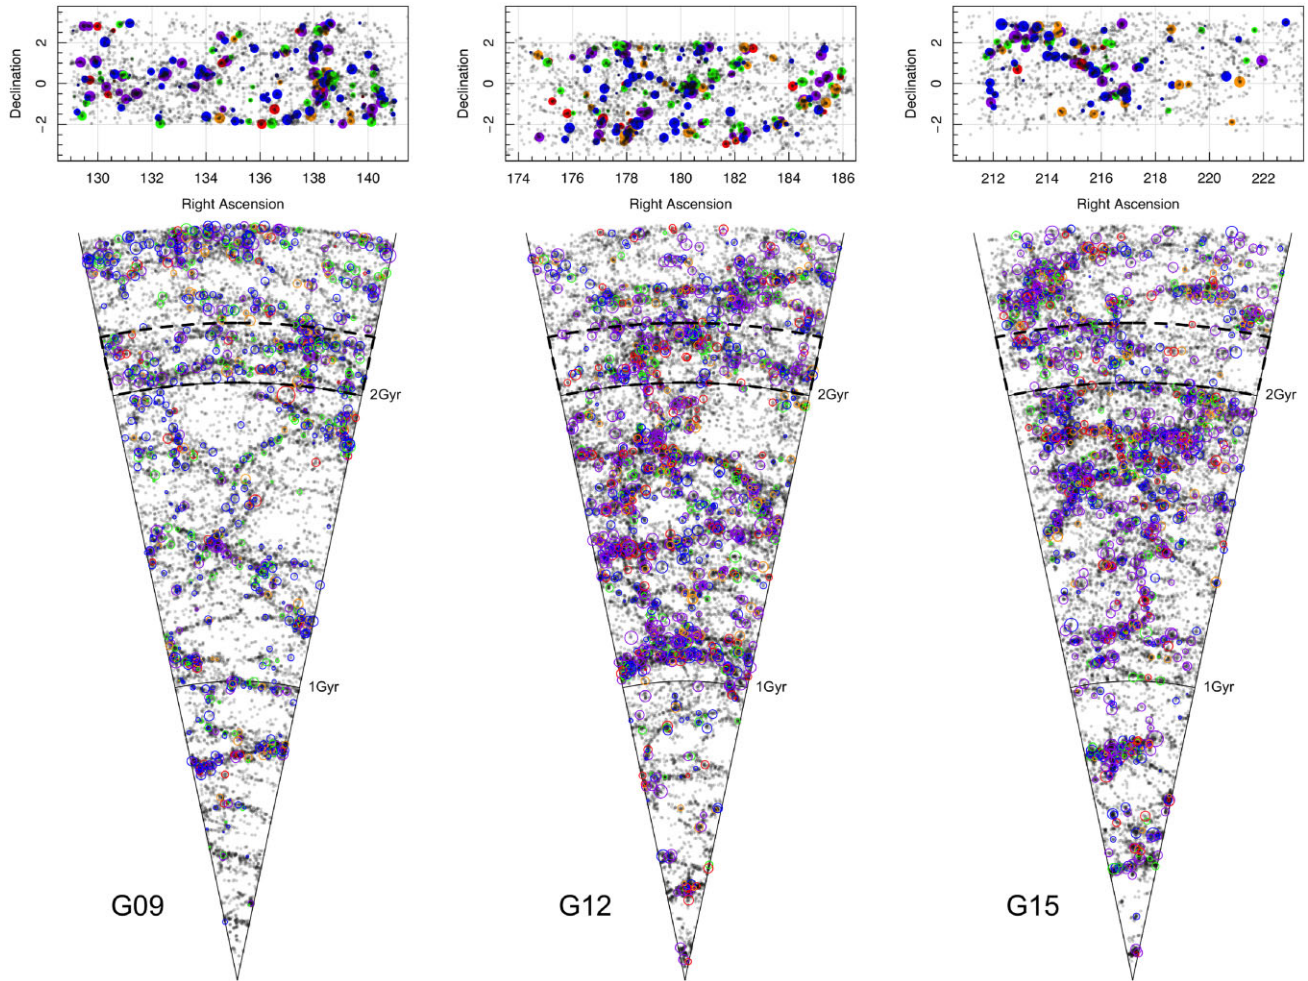 Declination
2
0
−2
130 132 134 136 138 140
Right Ascension
Declination
2
0
−2
174 176 178 180 182 184 186
Right Ascension
Declination
2
0
−2
212 214 216 218 220 222
Right Ascension
2Gyr
2Gyr
2Gyr
1Gyr
1Gyr
1Gyr
G09
G12
G15